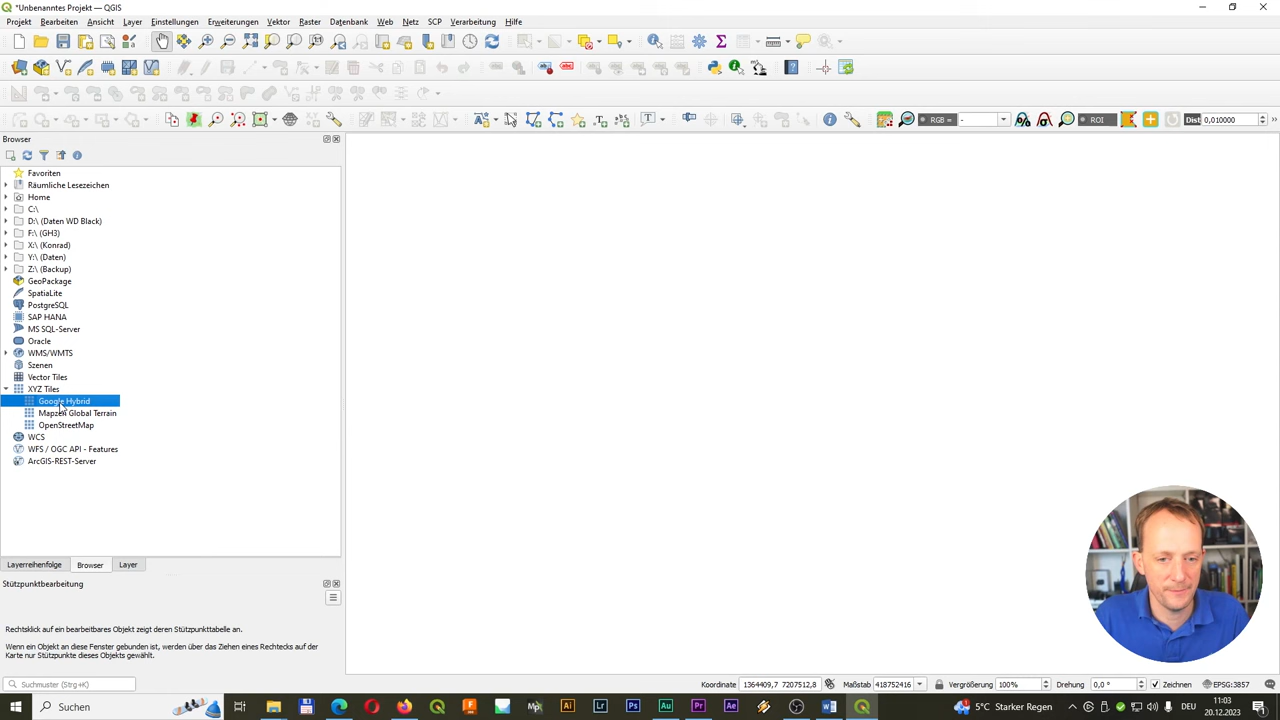 *Unbenanntes Projekt — QGIS
Projekt Bearbeiten Ansicht Layer Einstellungen Erweiterungen Vektor Raster Datenbank Web Netz SCP Verarbeitung Hilfe
RGB = -
ROI
Dist 0,010000
Browser
Favoriten
Räumliche Lesezeichen
Home
C:\
D:\ (Daten WD Black)
F:\ (GH3)
X:\ (Konrad)
Y:\ (Daten)
Z:\ (Backup)
GeoPackage
SpatiaLite
PostgreSQL
SAP HANA
MS SQL-Server
Oracle
WMS/WMTS
Szenen
Vector Tiles
XYZ Tiles
Google Hybrid
Mapzen Global Terrain
OpenStreetMap
WCS
WFS / OGC API - Features
ArcGIS-REST-Server
Layerreihenfolge Browser Layer
Stützpunktbearbeitung
Rechtsklick auf ein bearbeitbares Objekt zeigt deren Stützpunkttabelle an.
Wenn ein Objekt an diese Fenster gebunden ist, werden über das Ziehen eines Rechtecks auf der
Karte nur Stützpunkte dieses Objekts gewählt.
Suchmuster (Strg+K)
Koordinate 1364409,7 7207512,8 Maßstab 418752416 Vergrößerung 100% Drehung 0,0 ° Zeichnen EPSG:3857
Suchen
5°C Starker Regen
DEU
11:03
20.12.2023